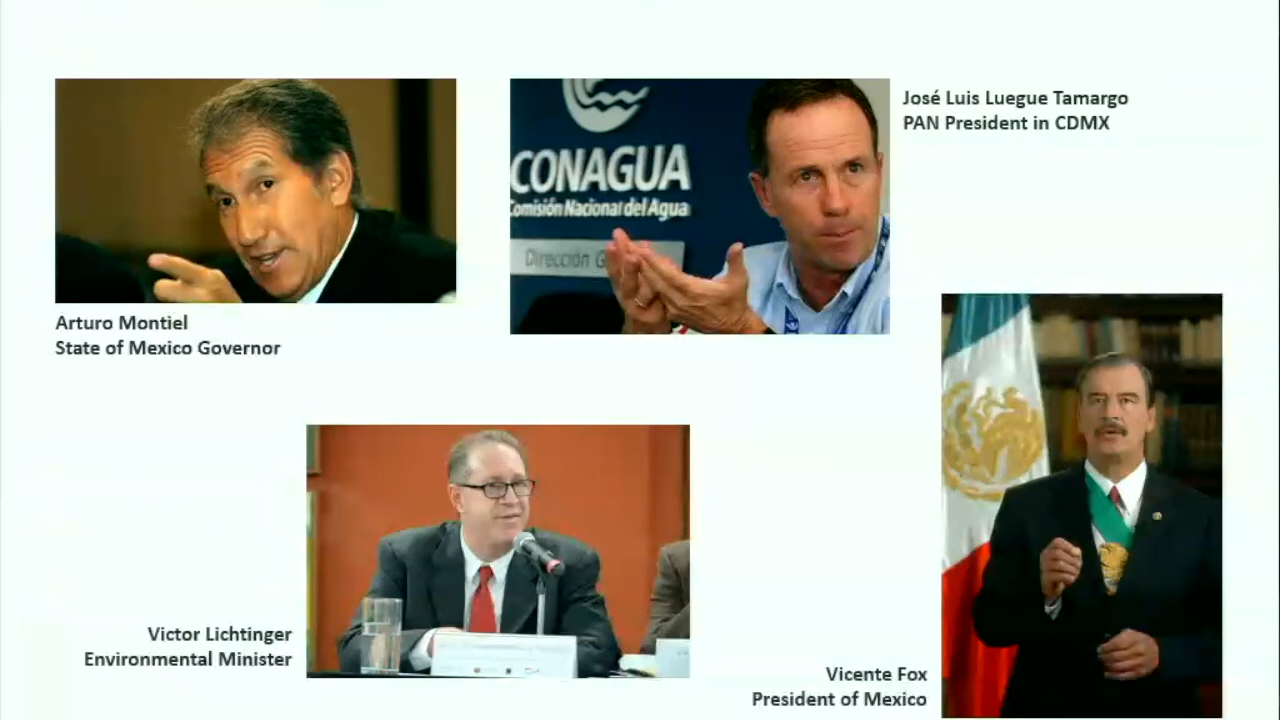 José Luis Luegue Tamargo
PAN President in CDMX
CONAGUA
Comisión Nacional del Agua
Dirección G
Arturo Montiel
State of Mexico Governor
Victor Lichtinger
Environmental Minister
Vicente Fox
President of Mexico